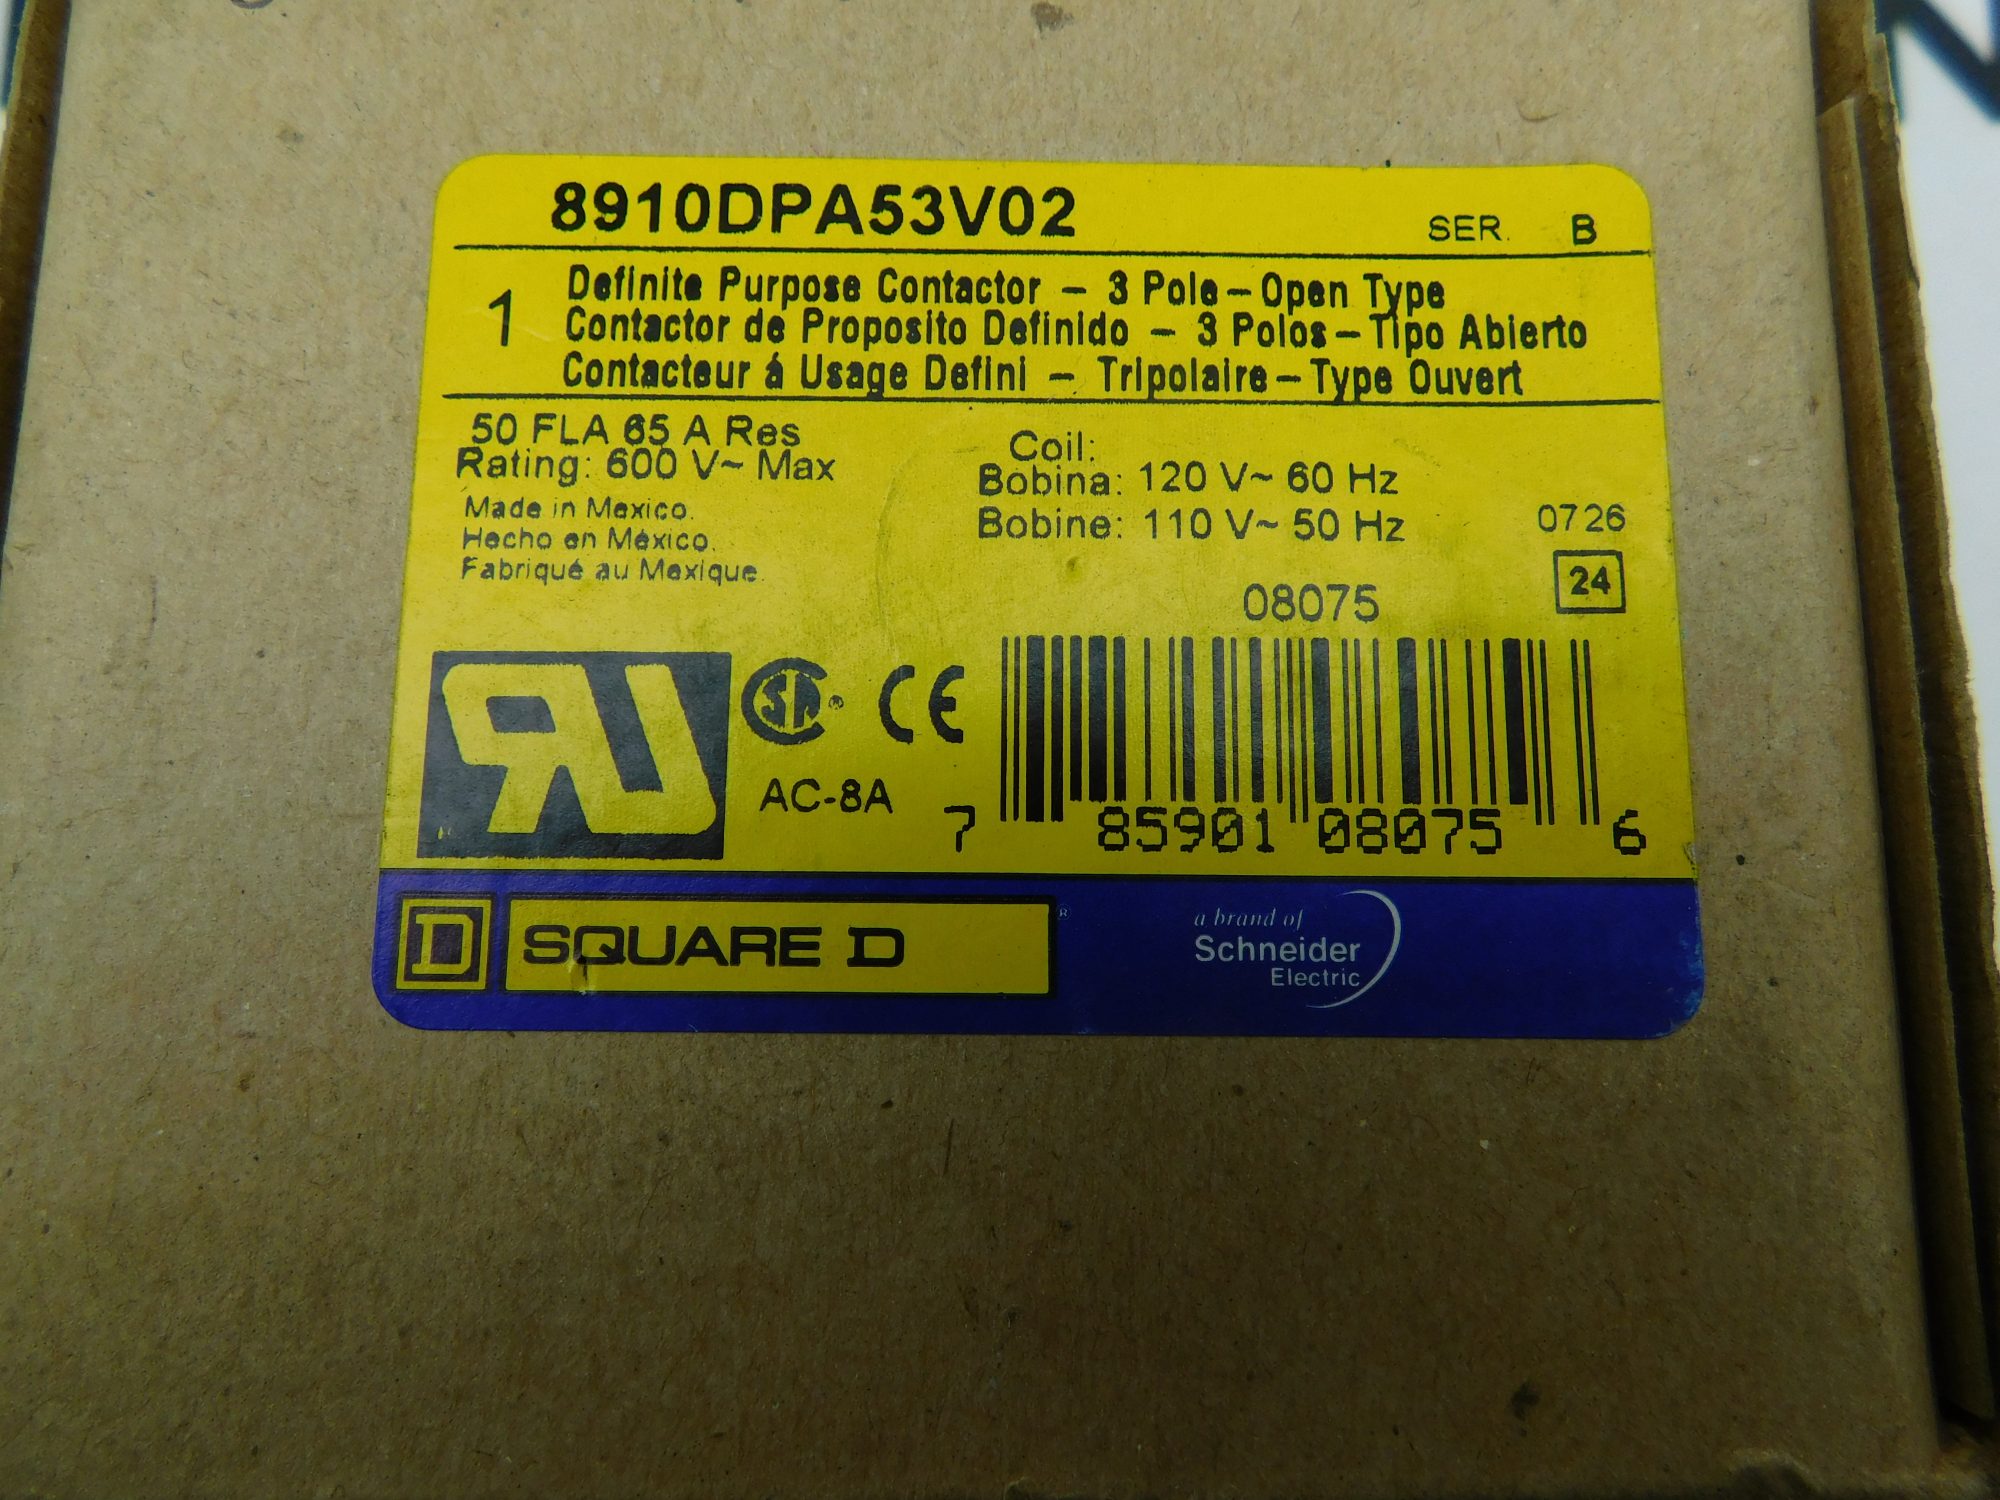 8910DPA53V02 SER. B
1
Definite Purpose Contactor – 3 Pole – Open Type
Contactor de Proposito Definido – 3 Polos – Tipo Abierto
Contacteur á Usage Defini – Tripolaire – Type Ouvert
50 FLA 65 A Res
Rating: 600 V~ Max
Made in Mexico.
Hecho en México.
Fabriqué au Mexique.
Coil:
Bobina: 120 V~ 60 Hz
Bobine: 110 V~ 50 Hz
0726
24
08075
RU
CSA®
CE
AC-8A
7 85901 08075 6
D SQUARE D ®
a brand of
Schneider
Electric